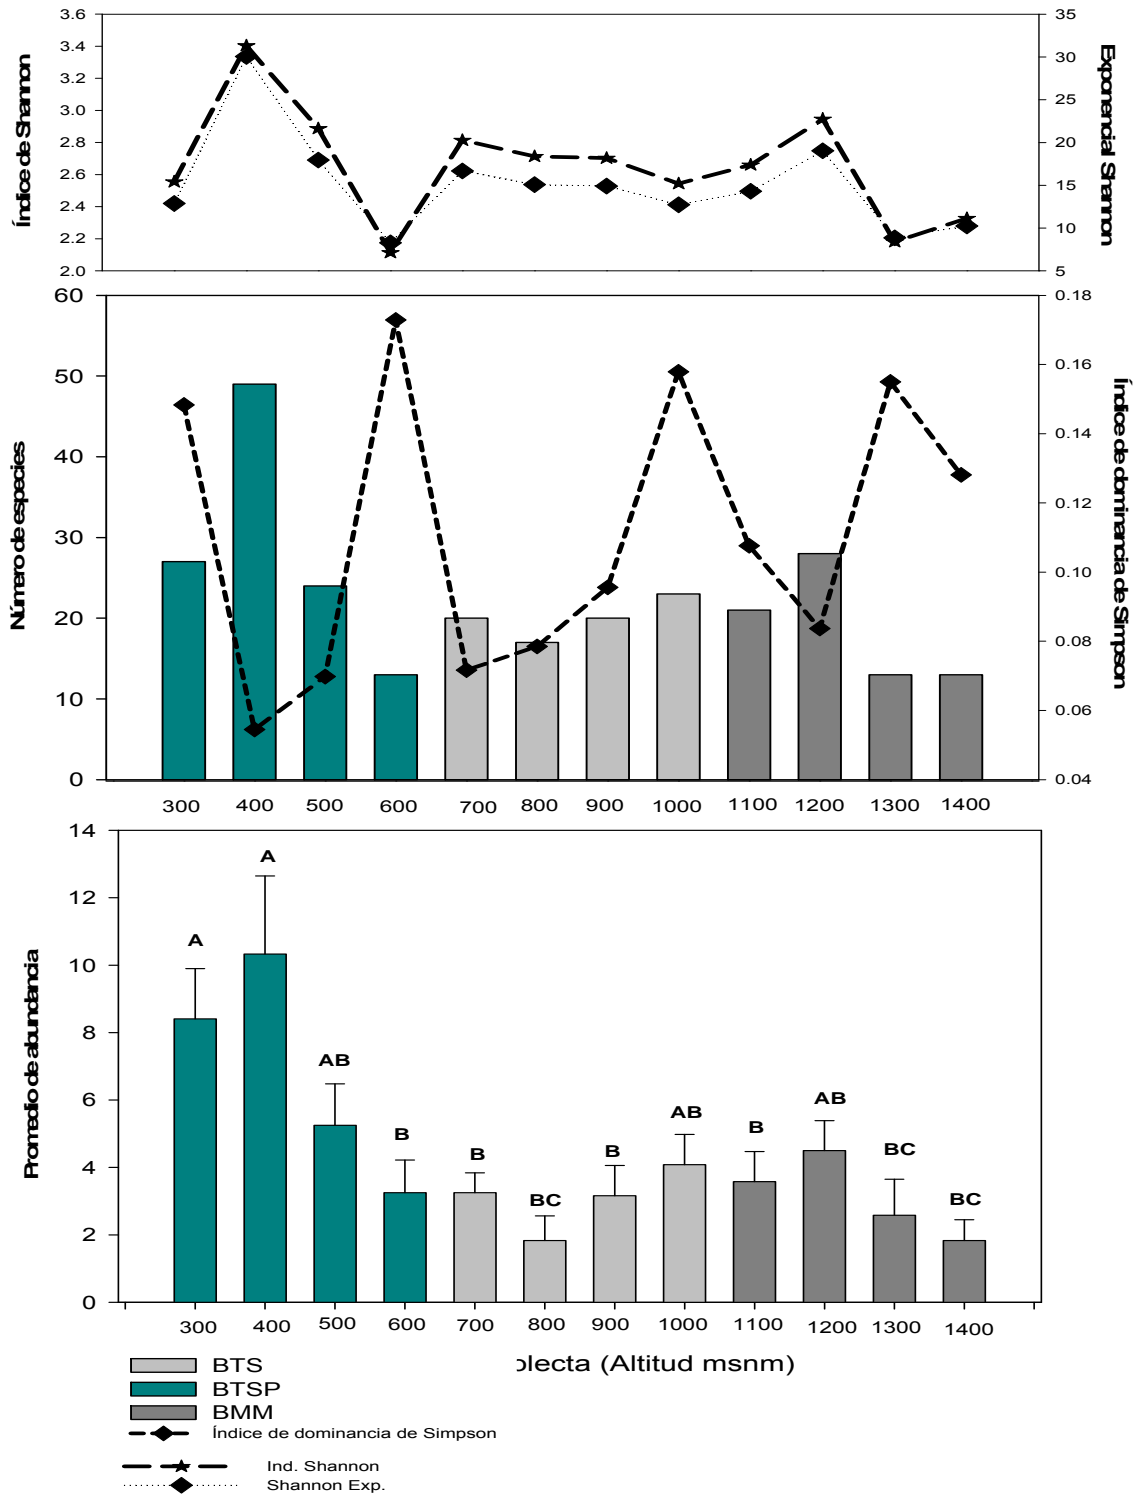 3.6
3.4
3.2
3.0
2.8
2.6
2.4
2.2
2.0
Índice de Shannon
35
30
25
20
15
10
5
Exponencial Shannon
60
50
40
30
20
10
0
Número de especies
0.18
0.16
0.14
0.12
0.10
0.08
0.06
0.04
Índice de dominancia de Simpson
300 400 500 600 700 800 900 1000 1100 1200 1300 1400
14
12
10
8
6
4
2
0
Promedio de abundancia
A A AB B B BC B AB B AB BC BC
300 400 500 600 700 800 900 1000 1100 1200 1300 1400
olecta (Altitud msnm)
BTS
BTSP
BMM
Índice de dominancia de Simpson
Ind. Shannon
Shannon Exp.